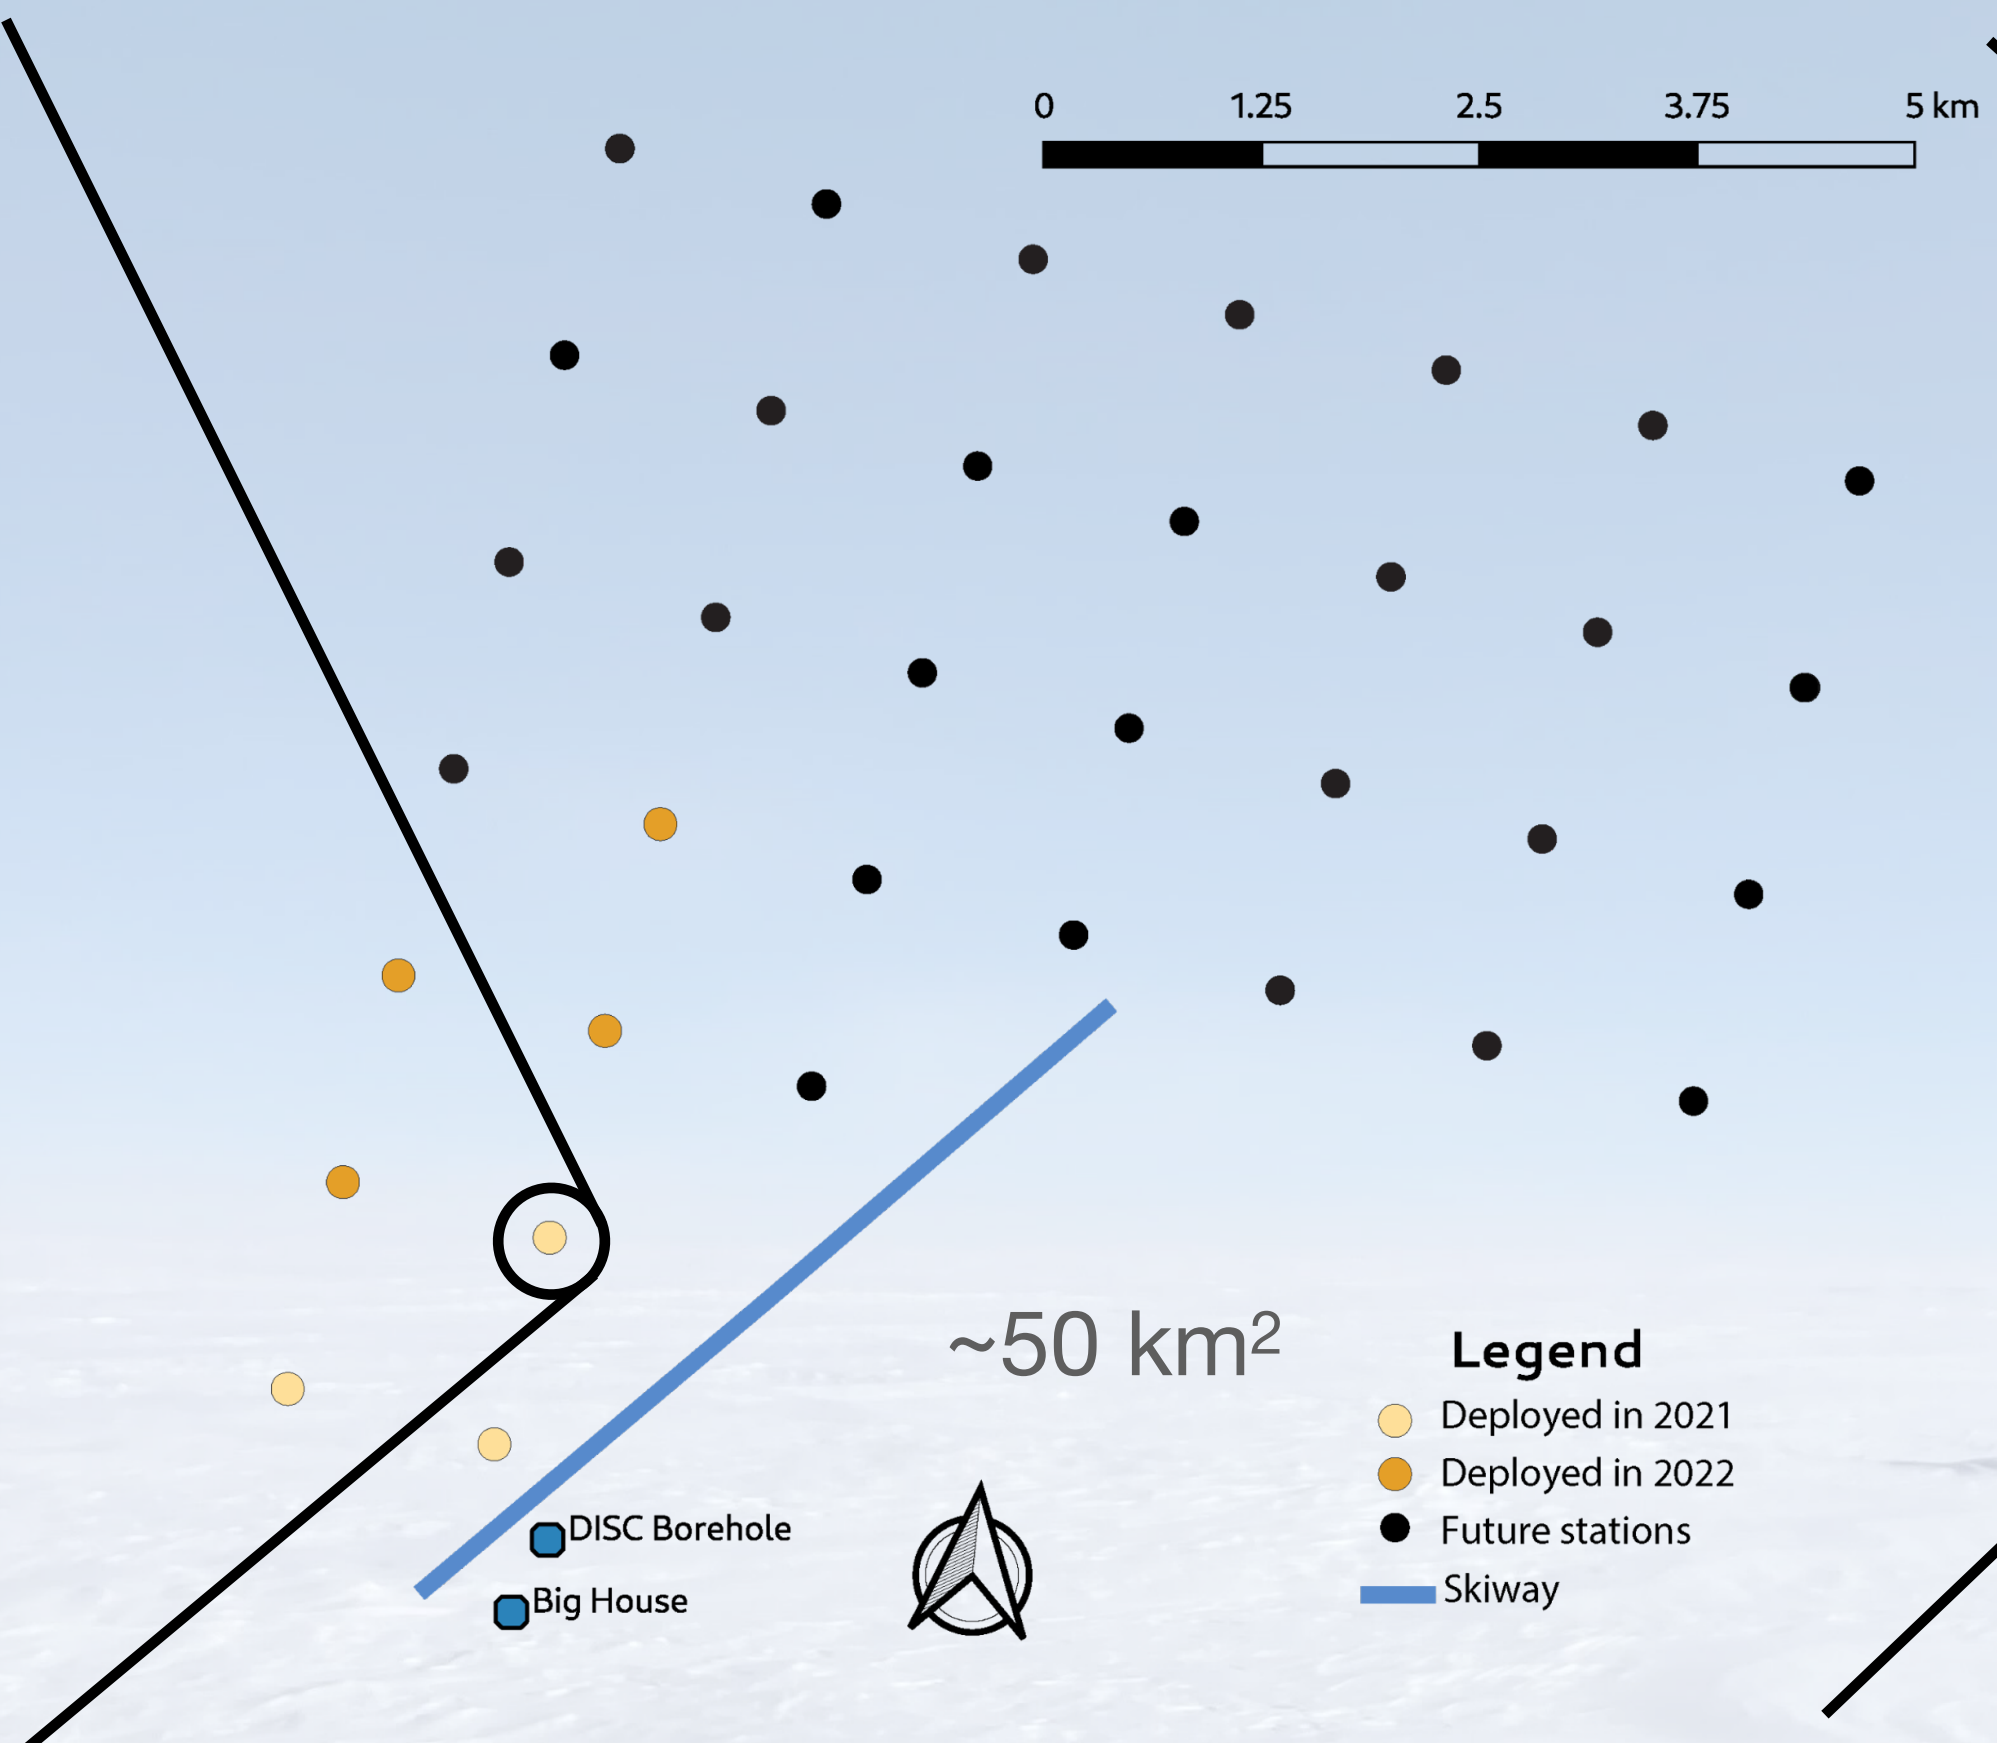 0 1.25 2.5 3.75 5 km
~50 km²
Legend
Deployed in 2021
Deployed in 2022
Future stations
Skiway
DISC Borehole
Big House